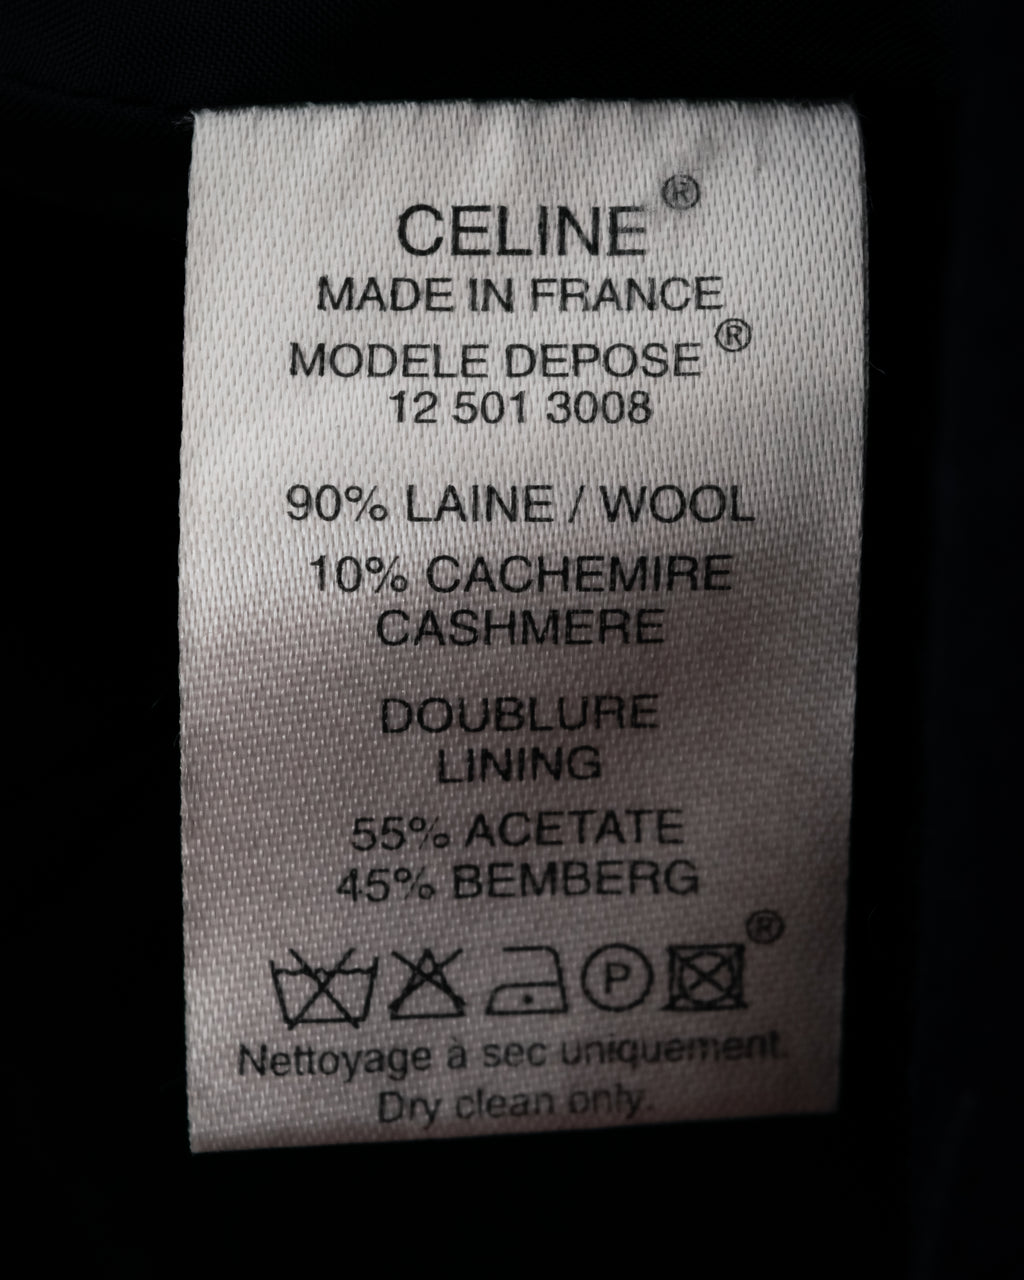 CELINE®
MADE IN FRANCE
MODELE DEPOSE®
12 501 3008
90% LAINE / WOOL
10% CACHEMIRE
CASHMERE
DOUBLURE
LINING
55% ACETATE
45% BEMBERG
P ®
Nettoyage à sec uniquement.
Dry clean only.